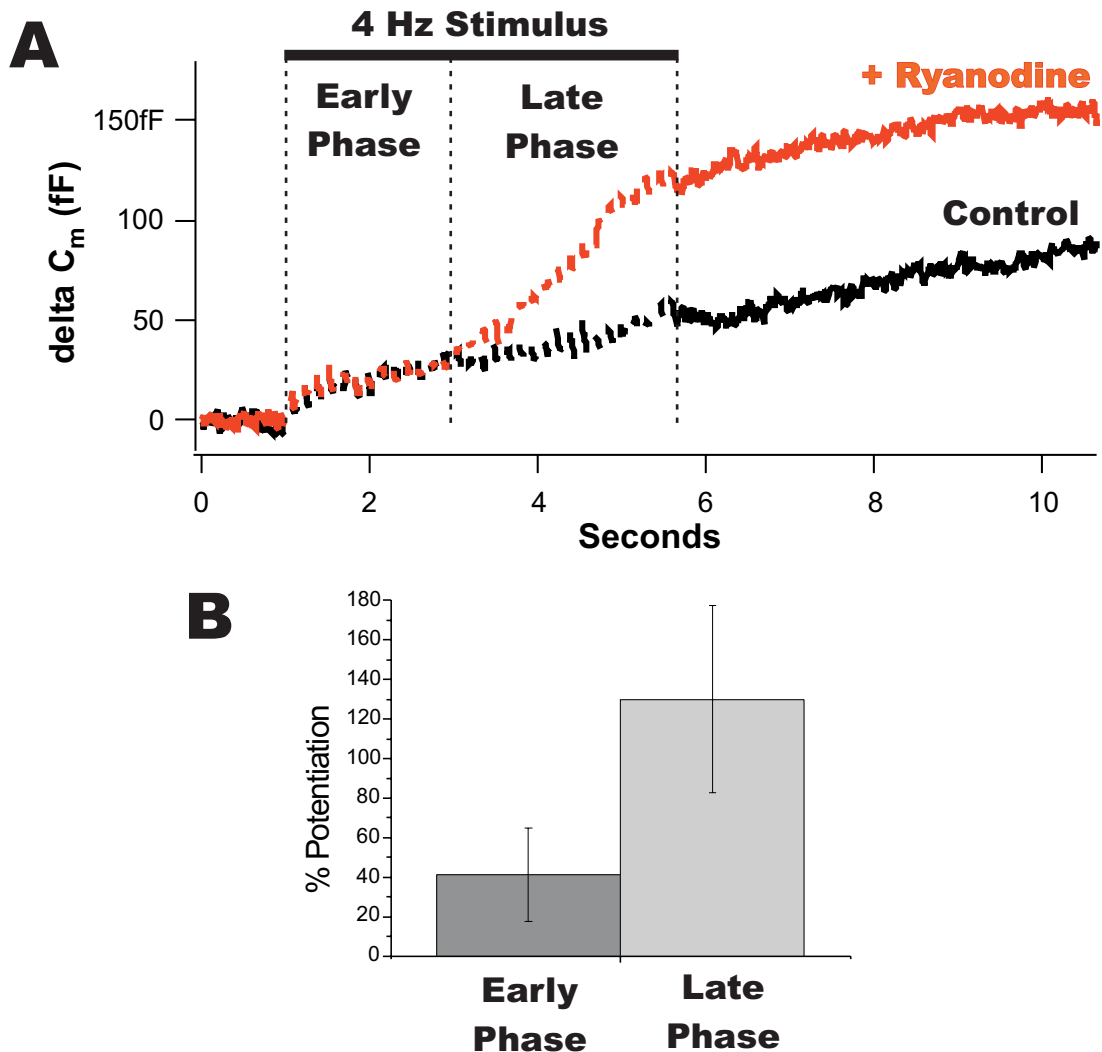 A
4 Hz Stimulus
Early
Phase
Late
Phase
+ Ryanodine
Control
150fF
100
50
0
delta Cm (fF)
0 2 4 6 8 10
Seconds
B
180
160
140
120
100
80
60
40
20
0
% Potentiation
Early
Phase
Late
Phase